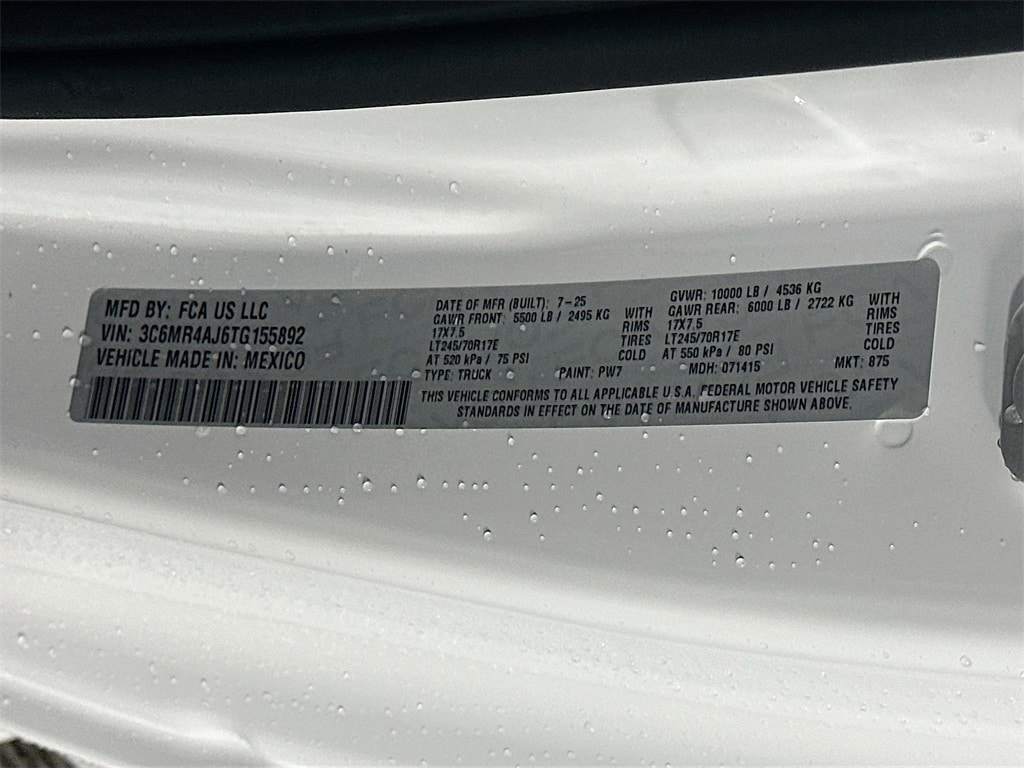 MFD BY: FCA US LLC
VIN: 3C6MR4AJ6TG155892
VEHICLE MADE IN: MEXICO
DATE OF MFR (BUILT): 7-25
GAWR FRONT: 5500 LB / 2495 KG WITH
17X7.5 RIMS
LT245/70R17E TIRES
AT 520 kPa / 75 PSI COLD
TYPE: TRUCK PAINT: PW7
GVWR: 10000 LB / 4536 KG
GAWR REAR: 6000 LB / 2722 KG WITH
17X7.5 RIMS
LT245/70R17E TIRES
AT 550 kPa / 80 PSI COLD
MDH: 071415 MKT: 875
THIS VEHICLE CONFORMS TO ALL APPLICABLE U.S.A. FEDERAL MOTOR VEHICLE SAFETY
STANDARDS IN EFFECT ON THE DATE OF MANUFACTURE SHOWN ABOVE.